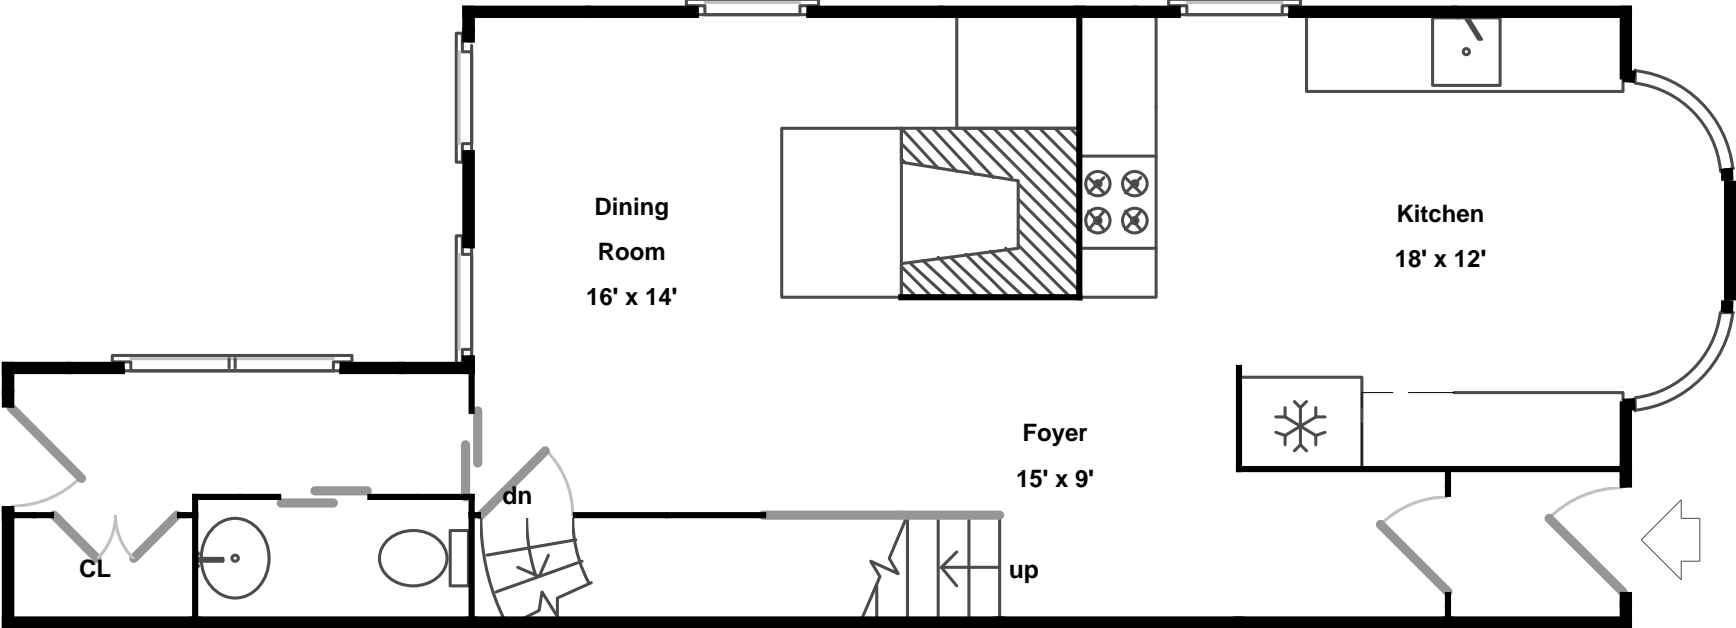 Dining
Room
16' x 14'
Kitchen
18' x 12'
Foyer
15' x 9'
dn
CL
up